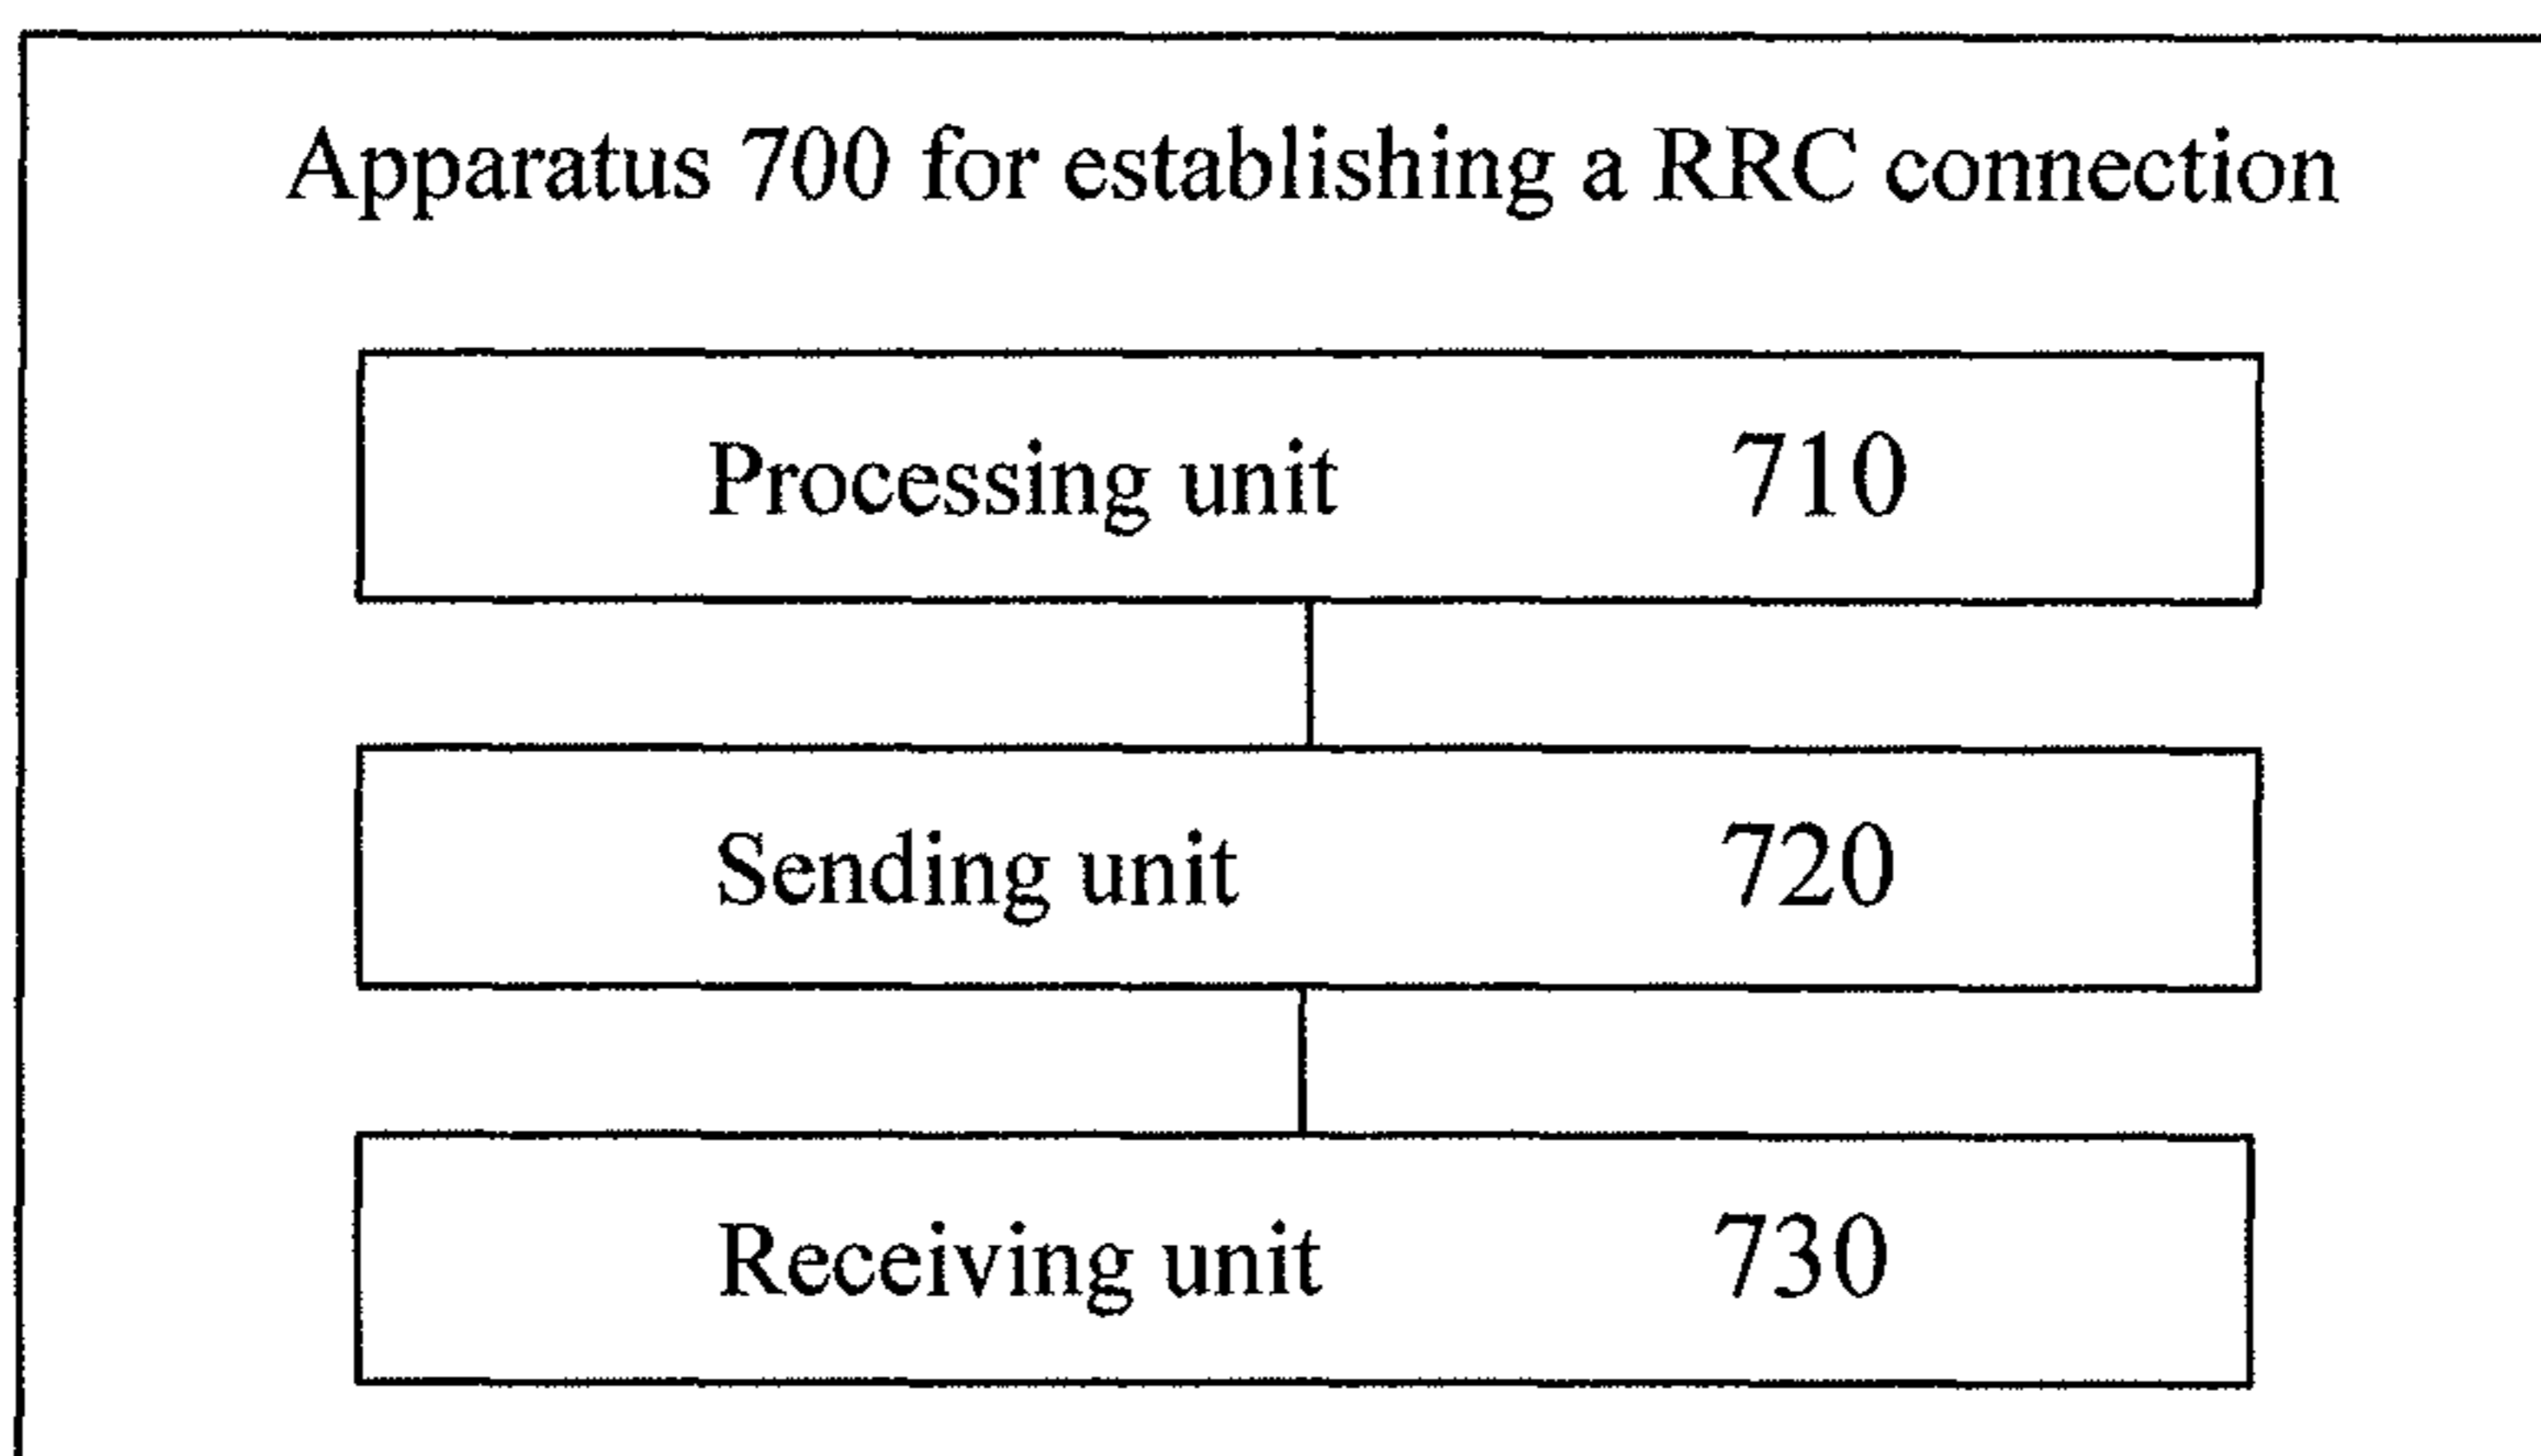 Apparatus 700 for establishing a RRC connection
Processing unit 710
Sending unit 720
Receiving unit 730